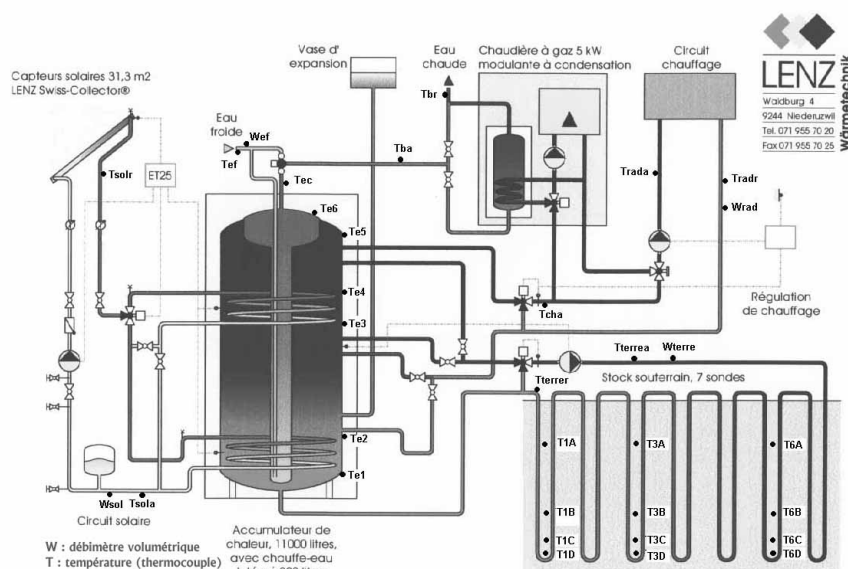 Capteurs solaires 31,3 m2
LENZ Swiss-Collector®
Vase d'
expansion
Eau
chaude
Chaudière à gaz 5 kW
modulante à condensation
Circuit
chauffage
LENZ
Wärmetechnik
Waldburg 4
9244 Niederuzwil
Tel. 071 955 70 20
Fax 071 955 70 25
Eau
froide
Wef
Tef
Tec
Tba
Tbr
Tsolr
ET25
Te6
Te5
Te4
Te3
Te2
Te1
Trada
Tradr
Wrad
Tcha
Régulation
de chauffage
Tterrea
Wterre
Tterrer
Stock souterrain, 7 sondes
T1A
T3A
T6A
T1B
T3B
T6B
T1C
T3C
T6C
T1D
T3D
T6D
Wsol
Tsola
Circuit solaire
W : débimètre volumétrique
T : température (thermocouple)
Accumulateur de
chaleur, 11000 litres,
avec chauffe-eau